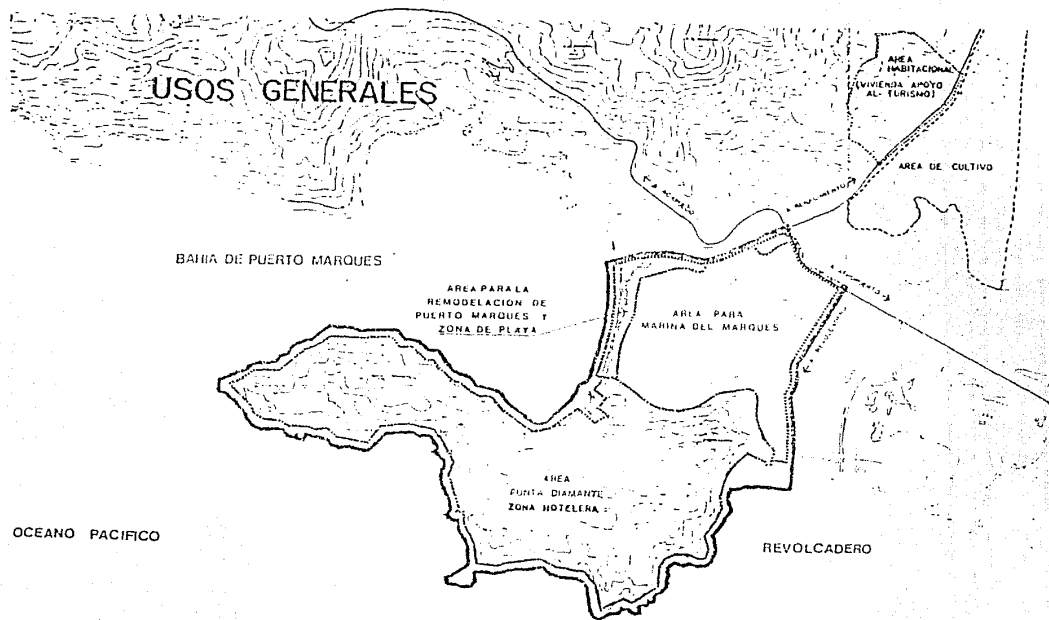 USOS GENERALES
AREA
HABITACIONAL
(VIVIENDA APOYO
AL TURISMO)
AREA DE CULTIVO
A ACAPULCO
BAHIA DE PUERTO MARQUES
AREA PARA LA
REMODELACION DE
PUERTO MARQUES Y
ZONA DE PLAYA
AREA PARA
MARINA DEL MARQUES
AREA
PUNTA DIAMANTE
ZONA HOTELERA
OCEANO PACIFICO
REVOLCADERO